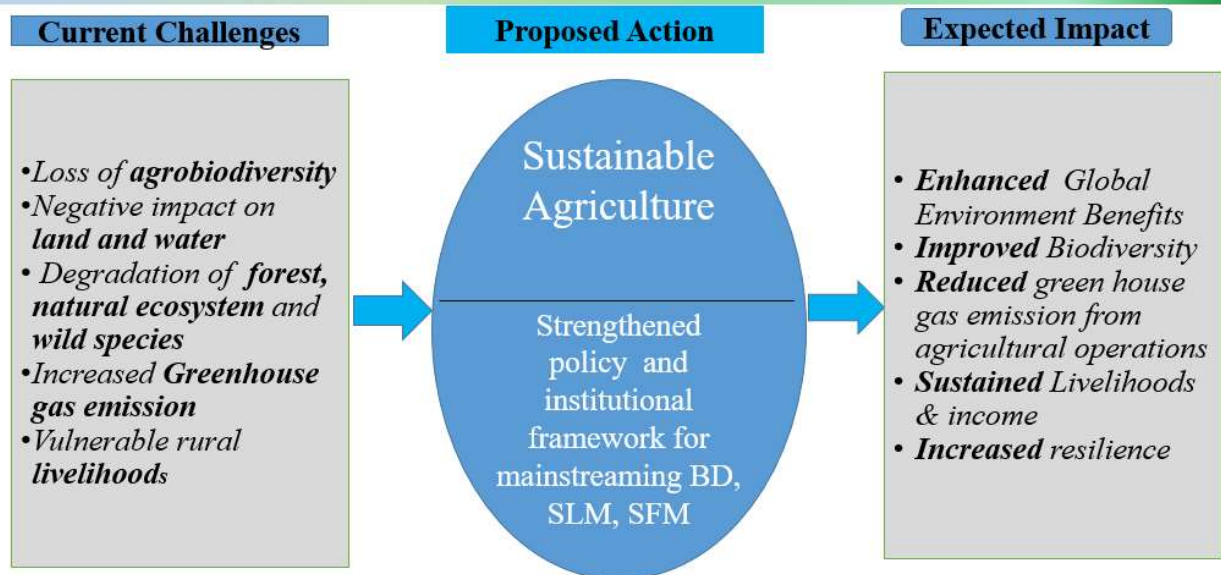 Current Challenges
•Loss of agrobiodiversity
•Negative impact on
land and water
• Degradation of forest,
natural ecosystem and
wild species
•Increased Greenhouse
gas emission
•Vulnerable rural
livelihoods
Proposed Action
Sustainable
Agriculture
Strengthened
policy and
institutional
framework for
mainstreaming BD,
SLM, SFM
Expected Impact
• Enhanced Global
Environment Benefits
• Improved Biodiversity
• Reduced green house
gas emission from
agricultural operations
• Sustained Livelihoods
& income
• Increased resilience